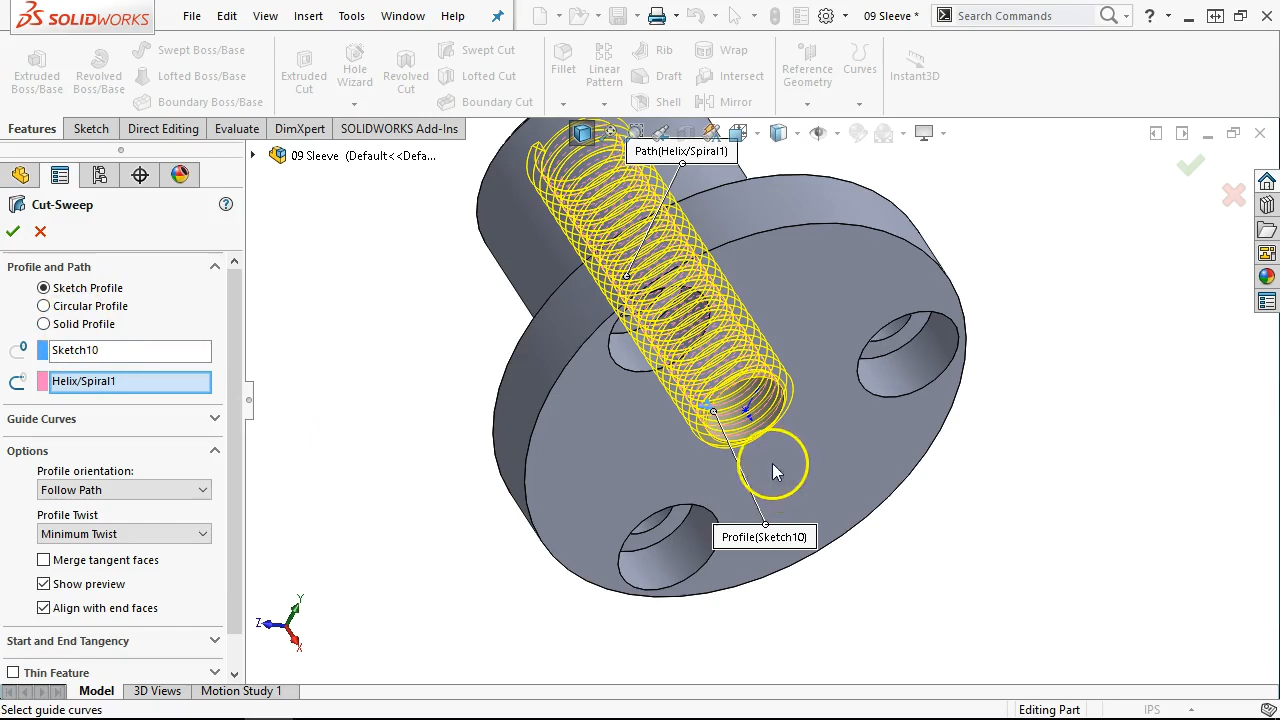 SOLIDWORKS
File Edit View Insert Tools Window Help
09 Sleeve *
Search Commands
Extruded Boss/Base
Revolved Boss/Base
Swept Boss/Base
Lofted Boss/Base
Boundary Boss/Base
Extruded Cut
Hole Wizard
Revolved Cut
Swept Cut
Lofted Cut
Boundary Cut
Fillet
Linear Pattern
Rib
Draft
Shell
Wrap
Intersect
Mirror
Reference Geometry
Curves
Instant3D
Features Sketch Direct Editing Evaluate DimXpert SOLIDWORKS Add-Ins
09 Sleeve (Default<<Defa...
Path(Helix/Spiral1)
Cut-Sweep
Profile and Path
Sketch Profile
Circular Profile
Solid Profile
Sketch10
Helix/Spiral1
Guide Curves
Options
Profile orientation:
Follow Path
Profile Twist
Minimum Twist
Merge tangent faces
Show preview
Align with end faces
Start and End Tangency
Thin Feature
Profile(Sketch10)
Y
Z
X
Model 3D Views Motion Study 1
Select guide curves
Editing Part
IPS